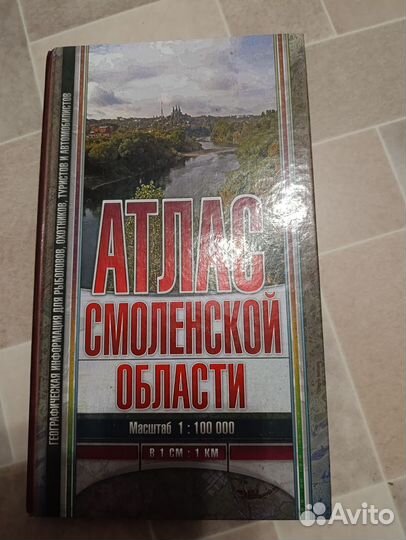 ГЕОГРАФИЧЕСКАЯ ИНФОРМАЦИЯ ДЛЯ РЫБОЛОВОВ, ОХОТНИКОВ, ТУРИСТОВ И АВТОМОБИЛИСТОВ
АТЛАС
СМОЛЕНСКОЙ
ОБЛАСТИ
Масштаб 1 : 100 000
В 1 СМ : 1 КМ
Avito